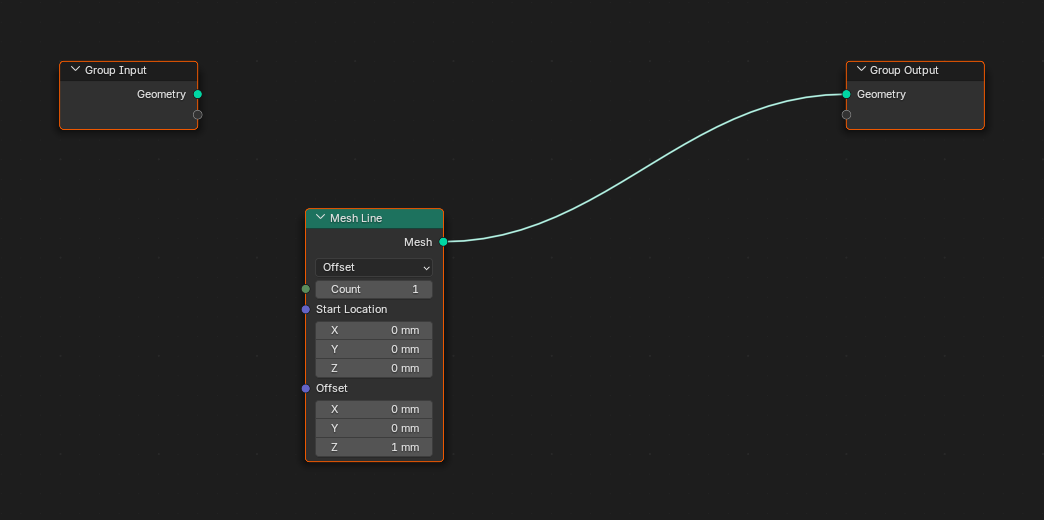 Group Input
Geometry
Group Output
Geometry
Mesh Line
Mesh
Offset
Count 1
Start Location
X 0 mm
Y 0 mm
Z 0 mm
Offset
X 0 mm
Y 0 mm
Z 1 mm